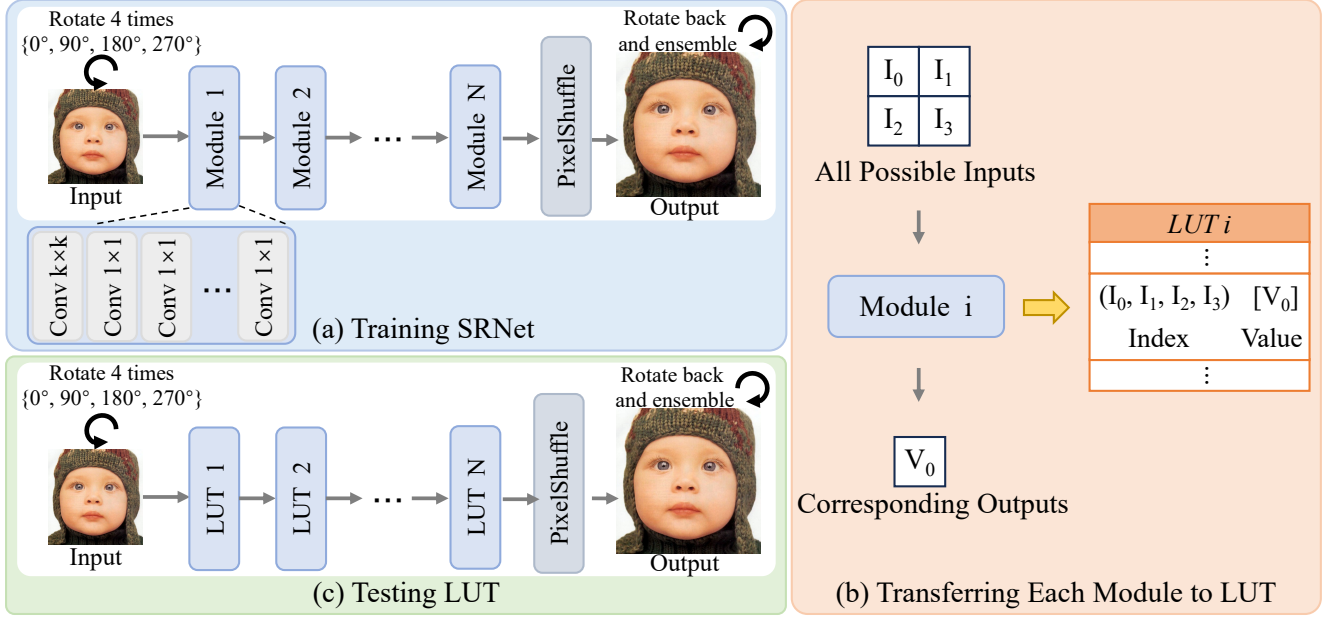 Rotate 4 times
{0°, 90°, 180°, 270°}
Input
Module 1
Module 2
...
Module N
PixelShuffle
Rotate back
and ensemble
Output
Conv k×k
Conv 1×1
Conv 1×1
...
Conv 1×1
(a) Training SRNet
Rotate 4 times
{0°, 90°, 180°, 270°}
Input
LUT 1
LUT 2
...
LUT N
PixelShuffle
Rotate back
and ensemble
Output
(c) Testing LUT
I₀ I₁
I₂ I₃
All Possible Inputs
Module i
V₀
Corresponding Outputs
LUT i
⋮
(I₀, I₁, I₂, I₃) [V₀]
Index Value
⋮
(b) Transferring Each Module to LUT